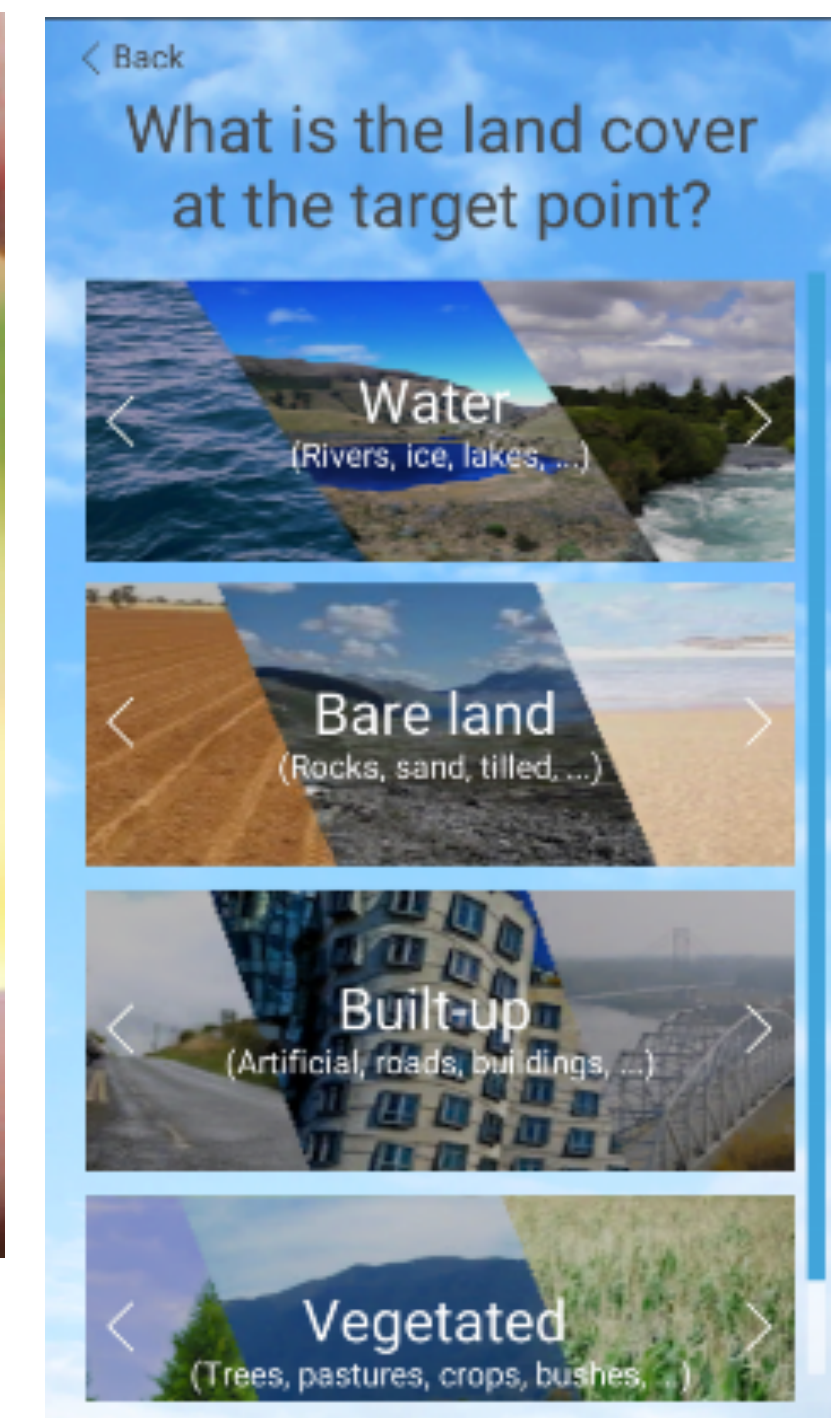 Back
What is the land cover
at the target point?
Water
(Rivers, ice, lakes, ...)
Bare land
(Rocks, sand, tilled, ...)
Built-up
(Artificial, roads, buildings, ...)
Vegetated
(Trees, pastures, crops, bushes, ...)